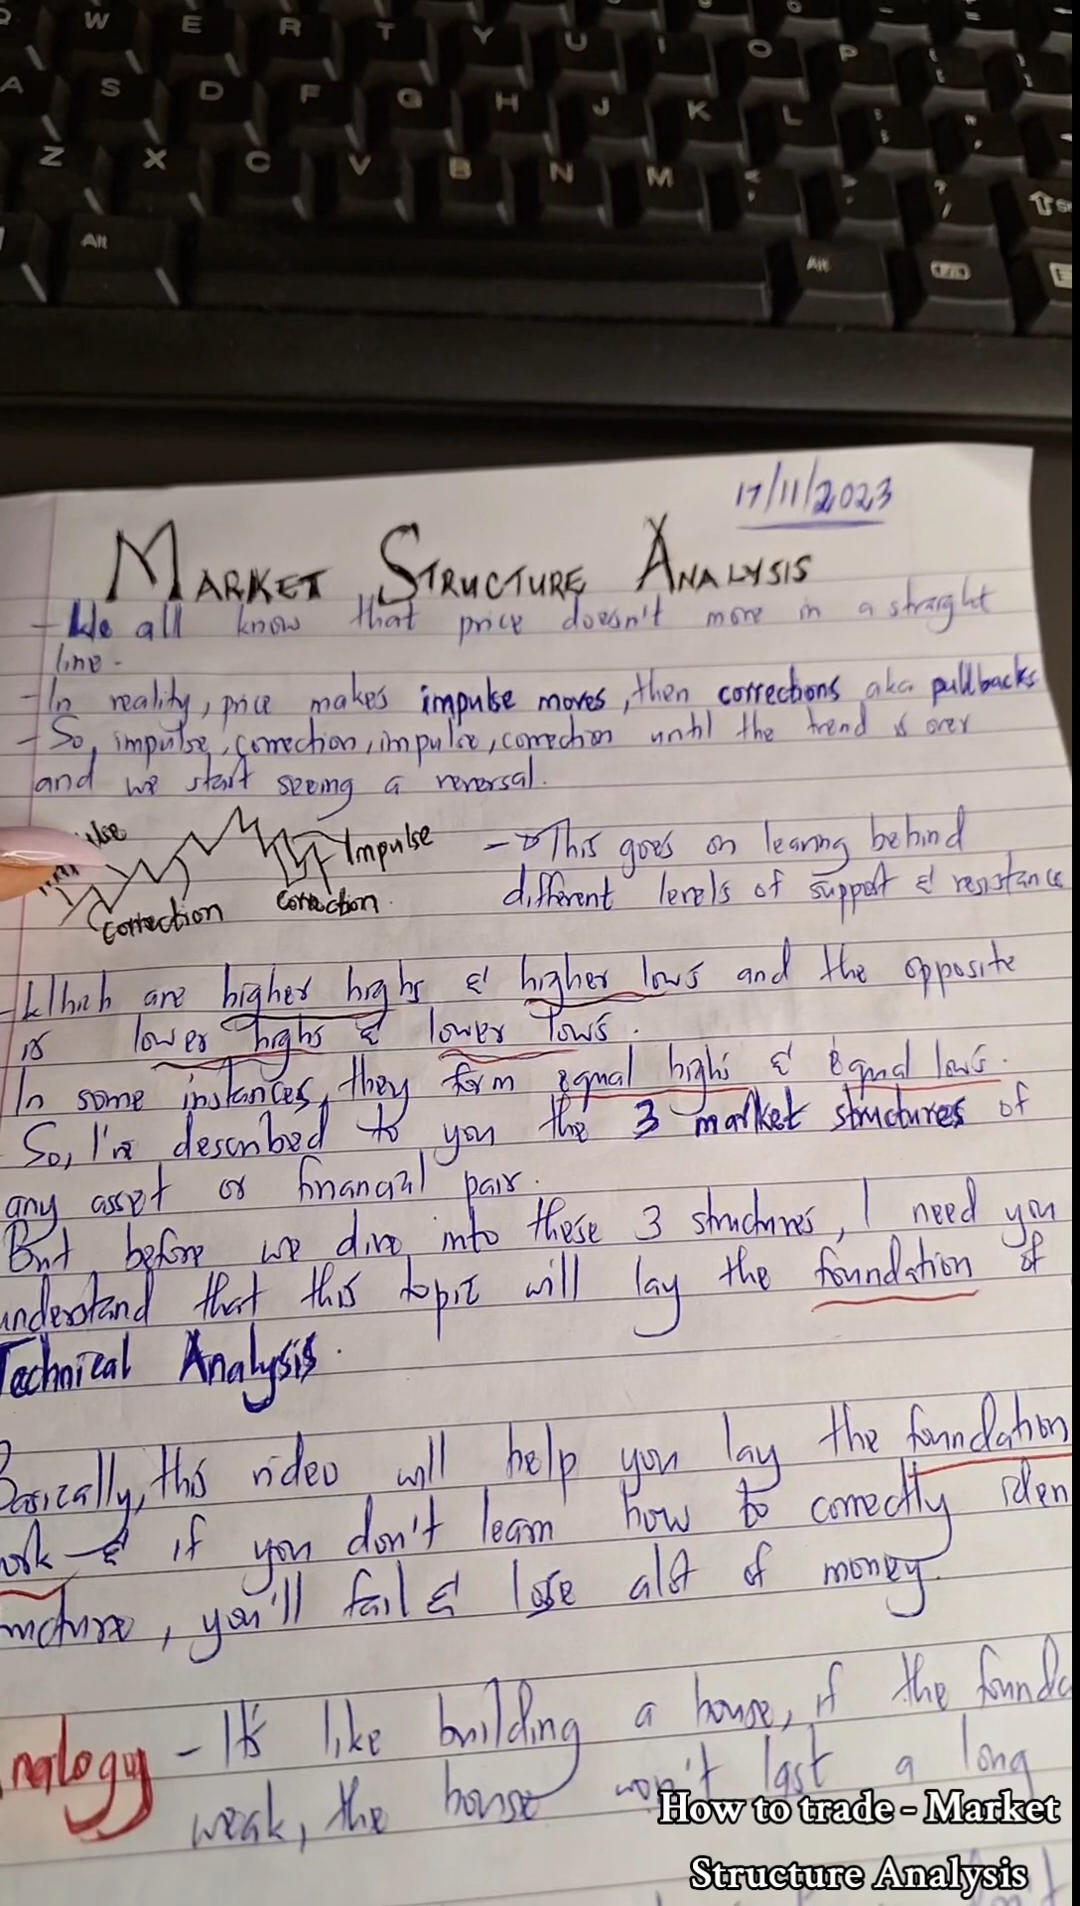 W E R T Y U I O P
A S D F G H J K L
Z X C V B N M
Alt Alt
17/11/2023
MARKET STRUCTURE ANALYSIS
- We all know that price doesn't move in a straight
line -
- In reality, price makes impulse moves, then corrections aka pullbacks
- So, impulse, correction, impulse, correction until the trend is over
and we start seeing a reversal.
Impulse
correction
correction
- This goes on leaving behind
different levels of support & resistance
- Which are higher highs & higher lows and the opposite
is lower highs & lower lows.
In some instances, they form equal highs & equal lows.
So, I've described to you the 3 market structures of
any asset or financial pair.
But before we dive into these 3 structures, I need you
understand that this topic will lay the foundation of
Technical Analysis.
Basically, this video will help you lay the foundation
ork & if you don't learn how to correctly iden
ructure, you'll fail & lose alot of money.
nalogy - It's like building a house, if the founda
weak, the house won't last a long
How to trade - Market
Structure Analysis